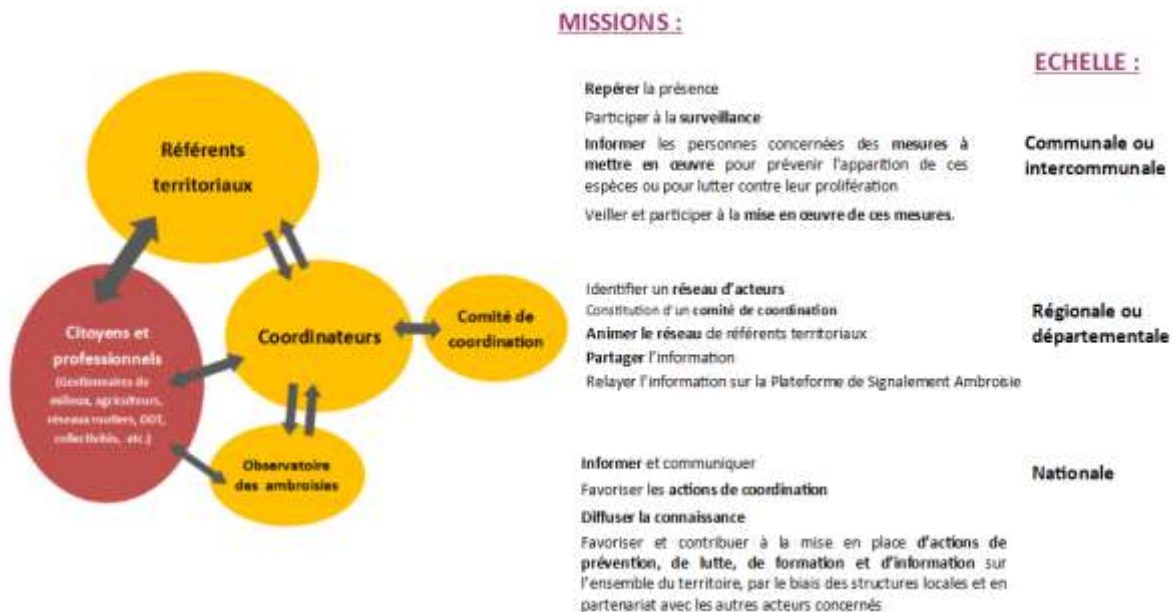 MISSIONS :
ECHELLE :
Référents
territoriaux
Citoyens et
professionnels
(Gestionnaires de
milieux, agriculteurs,
réseaux routiers, DDT,
collectivités, etc.)
Coordinateurs
Comité de
coordination
Observatoire
des ambroisies
Repérer la présence
Participer à la surveillance
Informer les personnes concernées des mesures à
mettre en œuvre pour prévenir l'apparition de ces
espèces ou pour lutter contre leur prolifération
Veiller et participer à la mise en œuvre de ces mesures.
Communale ou
intercommunale
Identifier un réseau d'acteurs
Constitution d'un comité de coordination
Animer le réseau de référents territoriaux
Partager l'information
Relayer l'information sur la Plateforme de Signalement Ambroisie
Régionale ou
départementale
Informer et communiquer
Favoriser les actions de coordination
Diffuser la connaissance
Favoriser et contribuer à la mise en place d'actions de
prévention, de lutte, de formation et d'information sur
l'ensemble du territoire, par le biais des structures locales et en
partenariat avec les autres acteurs concernés
Nationale